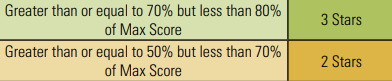 Greater than or equal to 70% but less than 80%
of Max Score
3 Stars
Greater than or equal to 50% but less than 70%
of Max Score
2 Stars